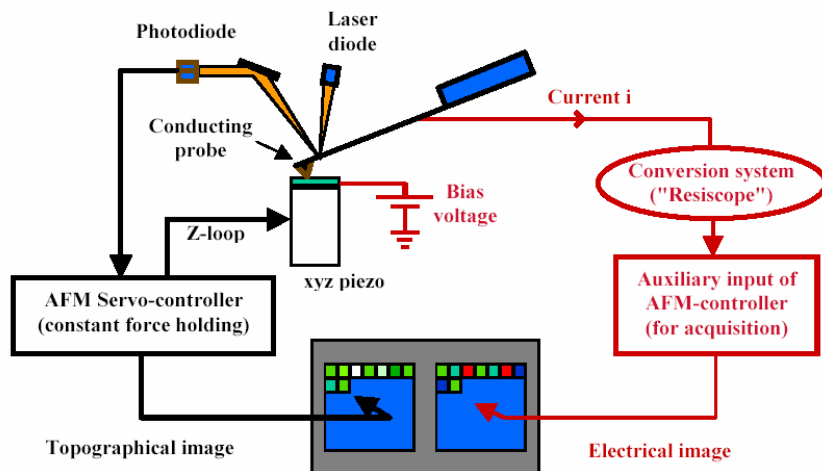 Photodiode
Laser
diode
Current i
Conducting
probe
Conversion system
("Resiscope")
Bias
voltage
Z-loop
xyz piezo
AFM Servo-controller
(constant force holding)
Auxiliary input of
AFM-controller
(for acquisition)
Topographical image
Electrical image